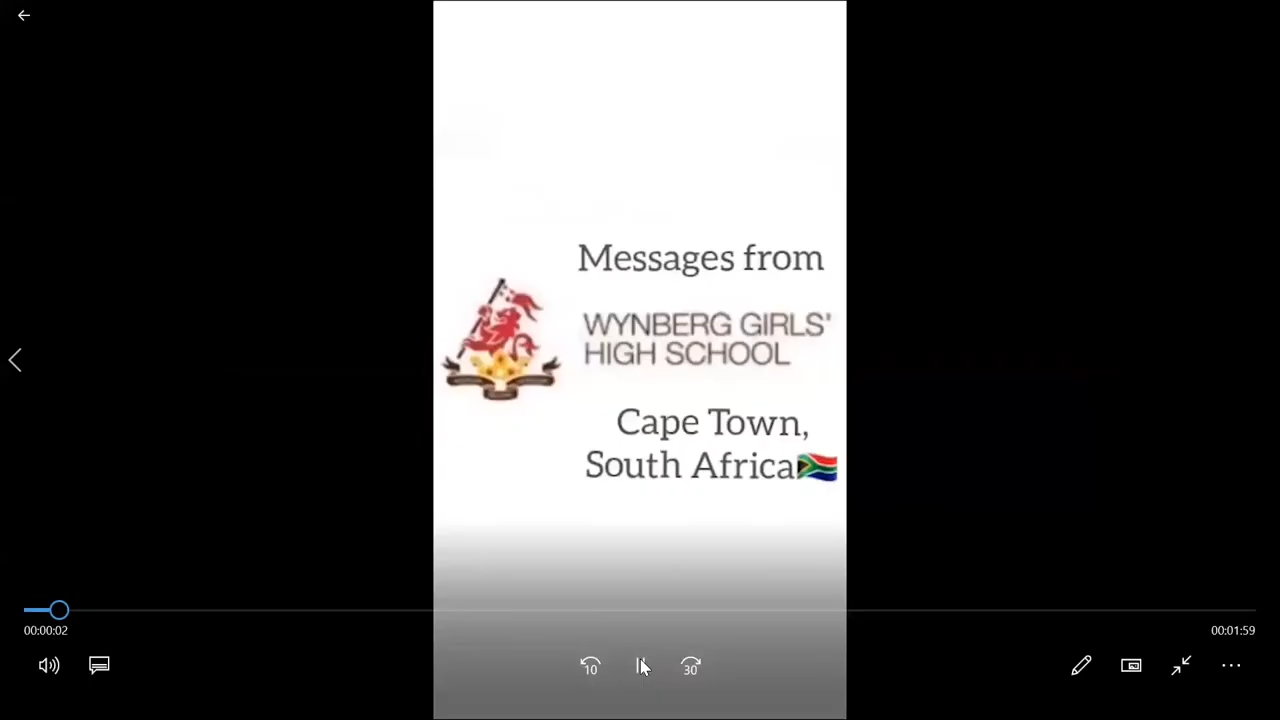 Messages from
WYNBERG GIRLS'
HIGH SCHOOL
Cape Town,
South Africa🇿🇦
00:00:02
00:01:59
10
30